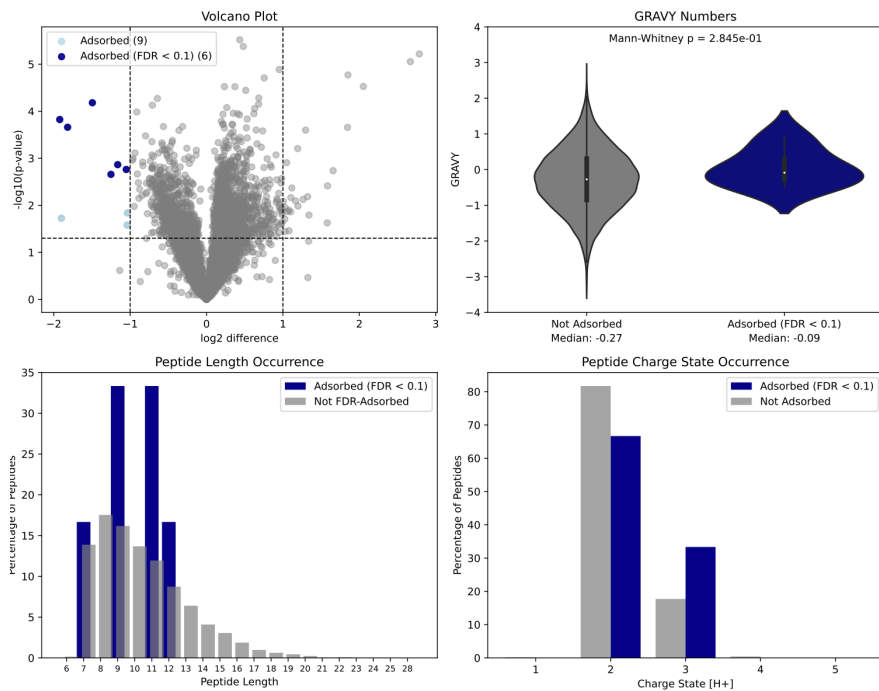 Volcano Plot
Adsorbed (9)
Adsorbed (FDR < 0.1) (6)
-log10(p-value)
5
4
3
2
1
0
−2
−1
0
1
2
3
log2 difference
GRAVY Numbers
Mann-Whitney p = 2.845e-01
GRAVY
4
3
2
1
0
−1
−2
−3
−4
Not Adsorbed
Median: -0.27
Adsorbed (FDR < 0.1)
Median: -0.09
Peptide Length Occurrence
Adsorbed (FDR < 0.1)
Not FDR-Adsorbed
Percentage of Peptides
35
30
25
20
15
10
5
0
6 7 8 9 10 11 12 13 14 15 16 17 18 19 20 21 22 23 25 26 28
Peptide Length
Peptide Charge State Occurrence
Adsorbed (FDR < 0.1)
Not Adsorbed
Percentage of Peptides
80
70
60
50
40
30
20
10
0
1
2
3
4
5
Charge State [H+]